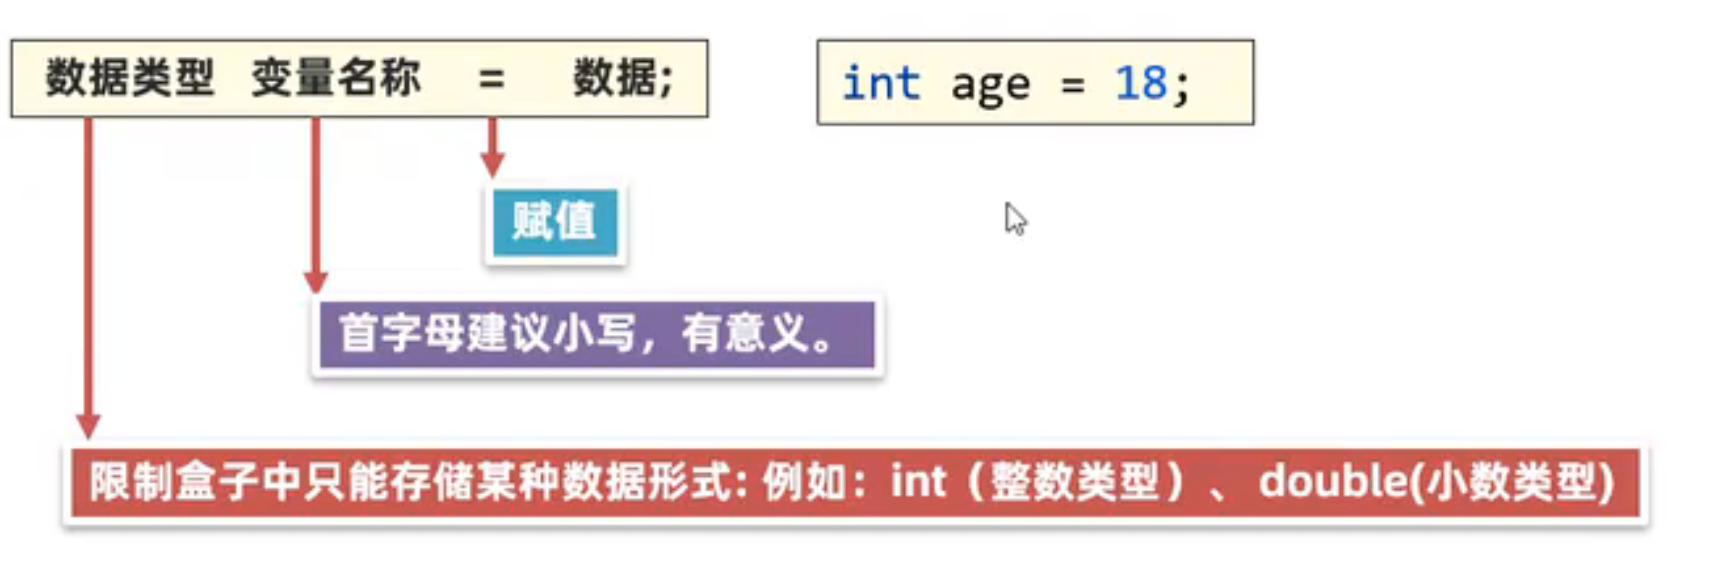 数据类型 变量名称 = 数据;
int age = 18;
赋值
首字母建议小写，有意义。
限制盒子中只能存储某种数据形式: 例如：int（整数类型）、 double(小数类型)